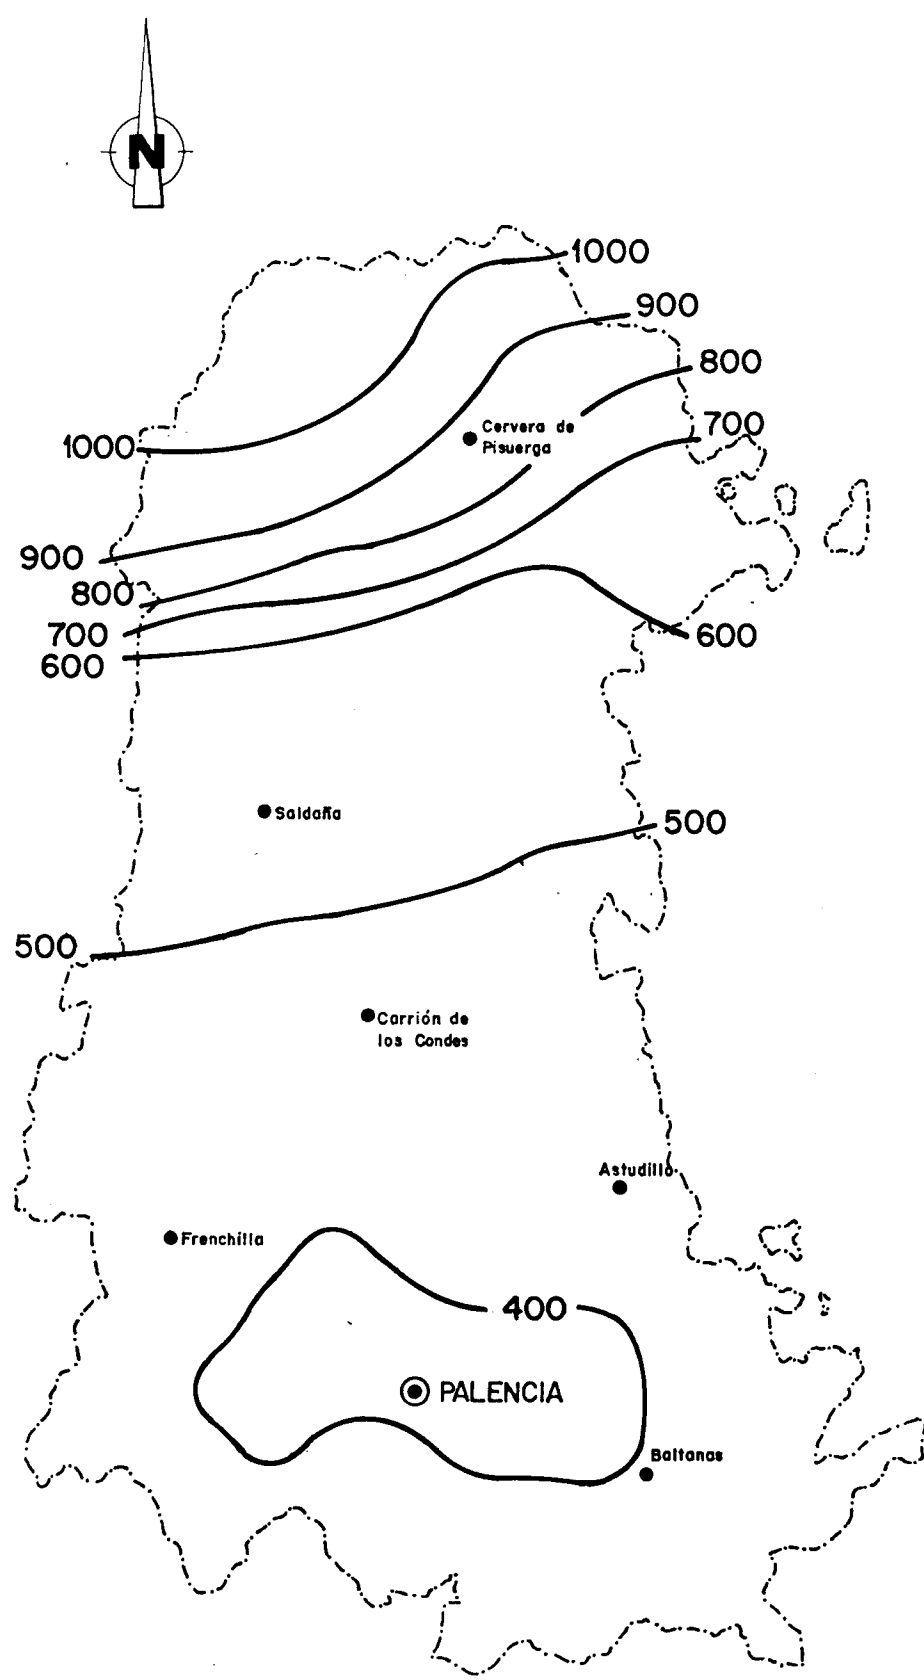 N
1000
900
800
700
1000
Cervera de
Pisuerga
900
800
700
600
600
Saldaña
500
500
Carrión de
los Condes
Astudillo
Frenchilla
400
PALENCIA
Baltanas